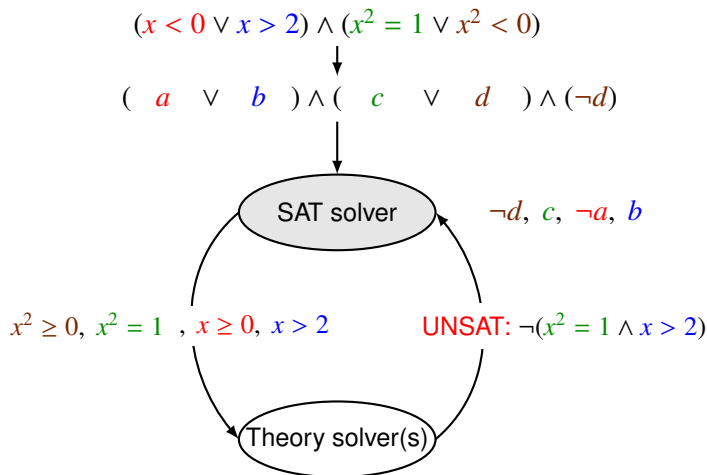 (x < 0 ∨ x > 2) ∧ (x² = 1 ∨ x² < 0)
( a ∨ b ) ∧ ( c ∨ d ) ∧ (¬d)
SAT solver
¬d, c, ¬a, b
x² ≥ 0, x² = 1 , x ≥ 0, x > 2
UNSAT: ¬(x² = 1 ∧ x > 2)
Theory solver(s)